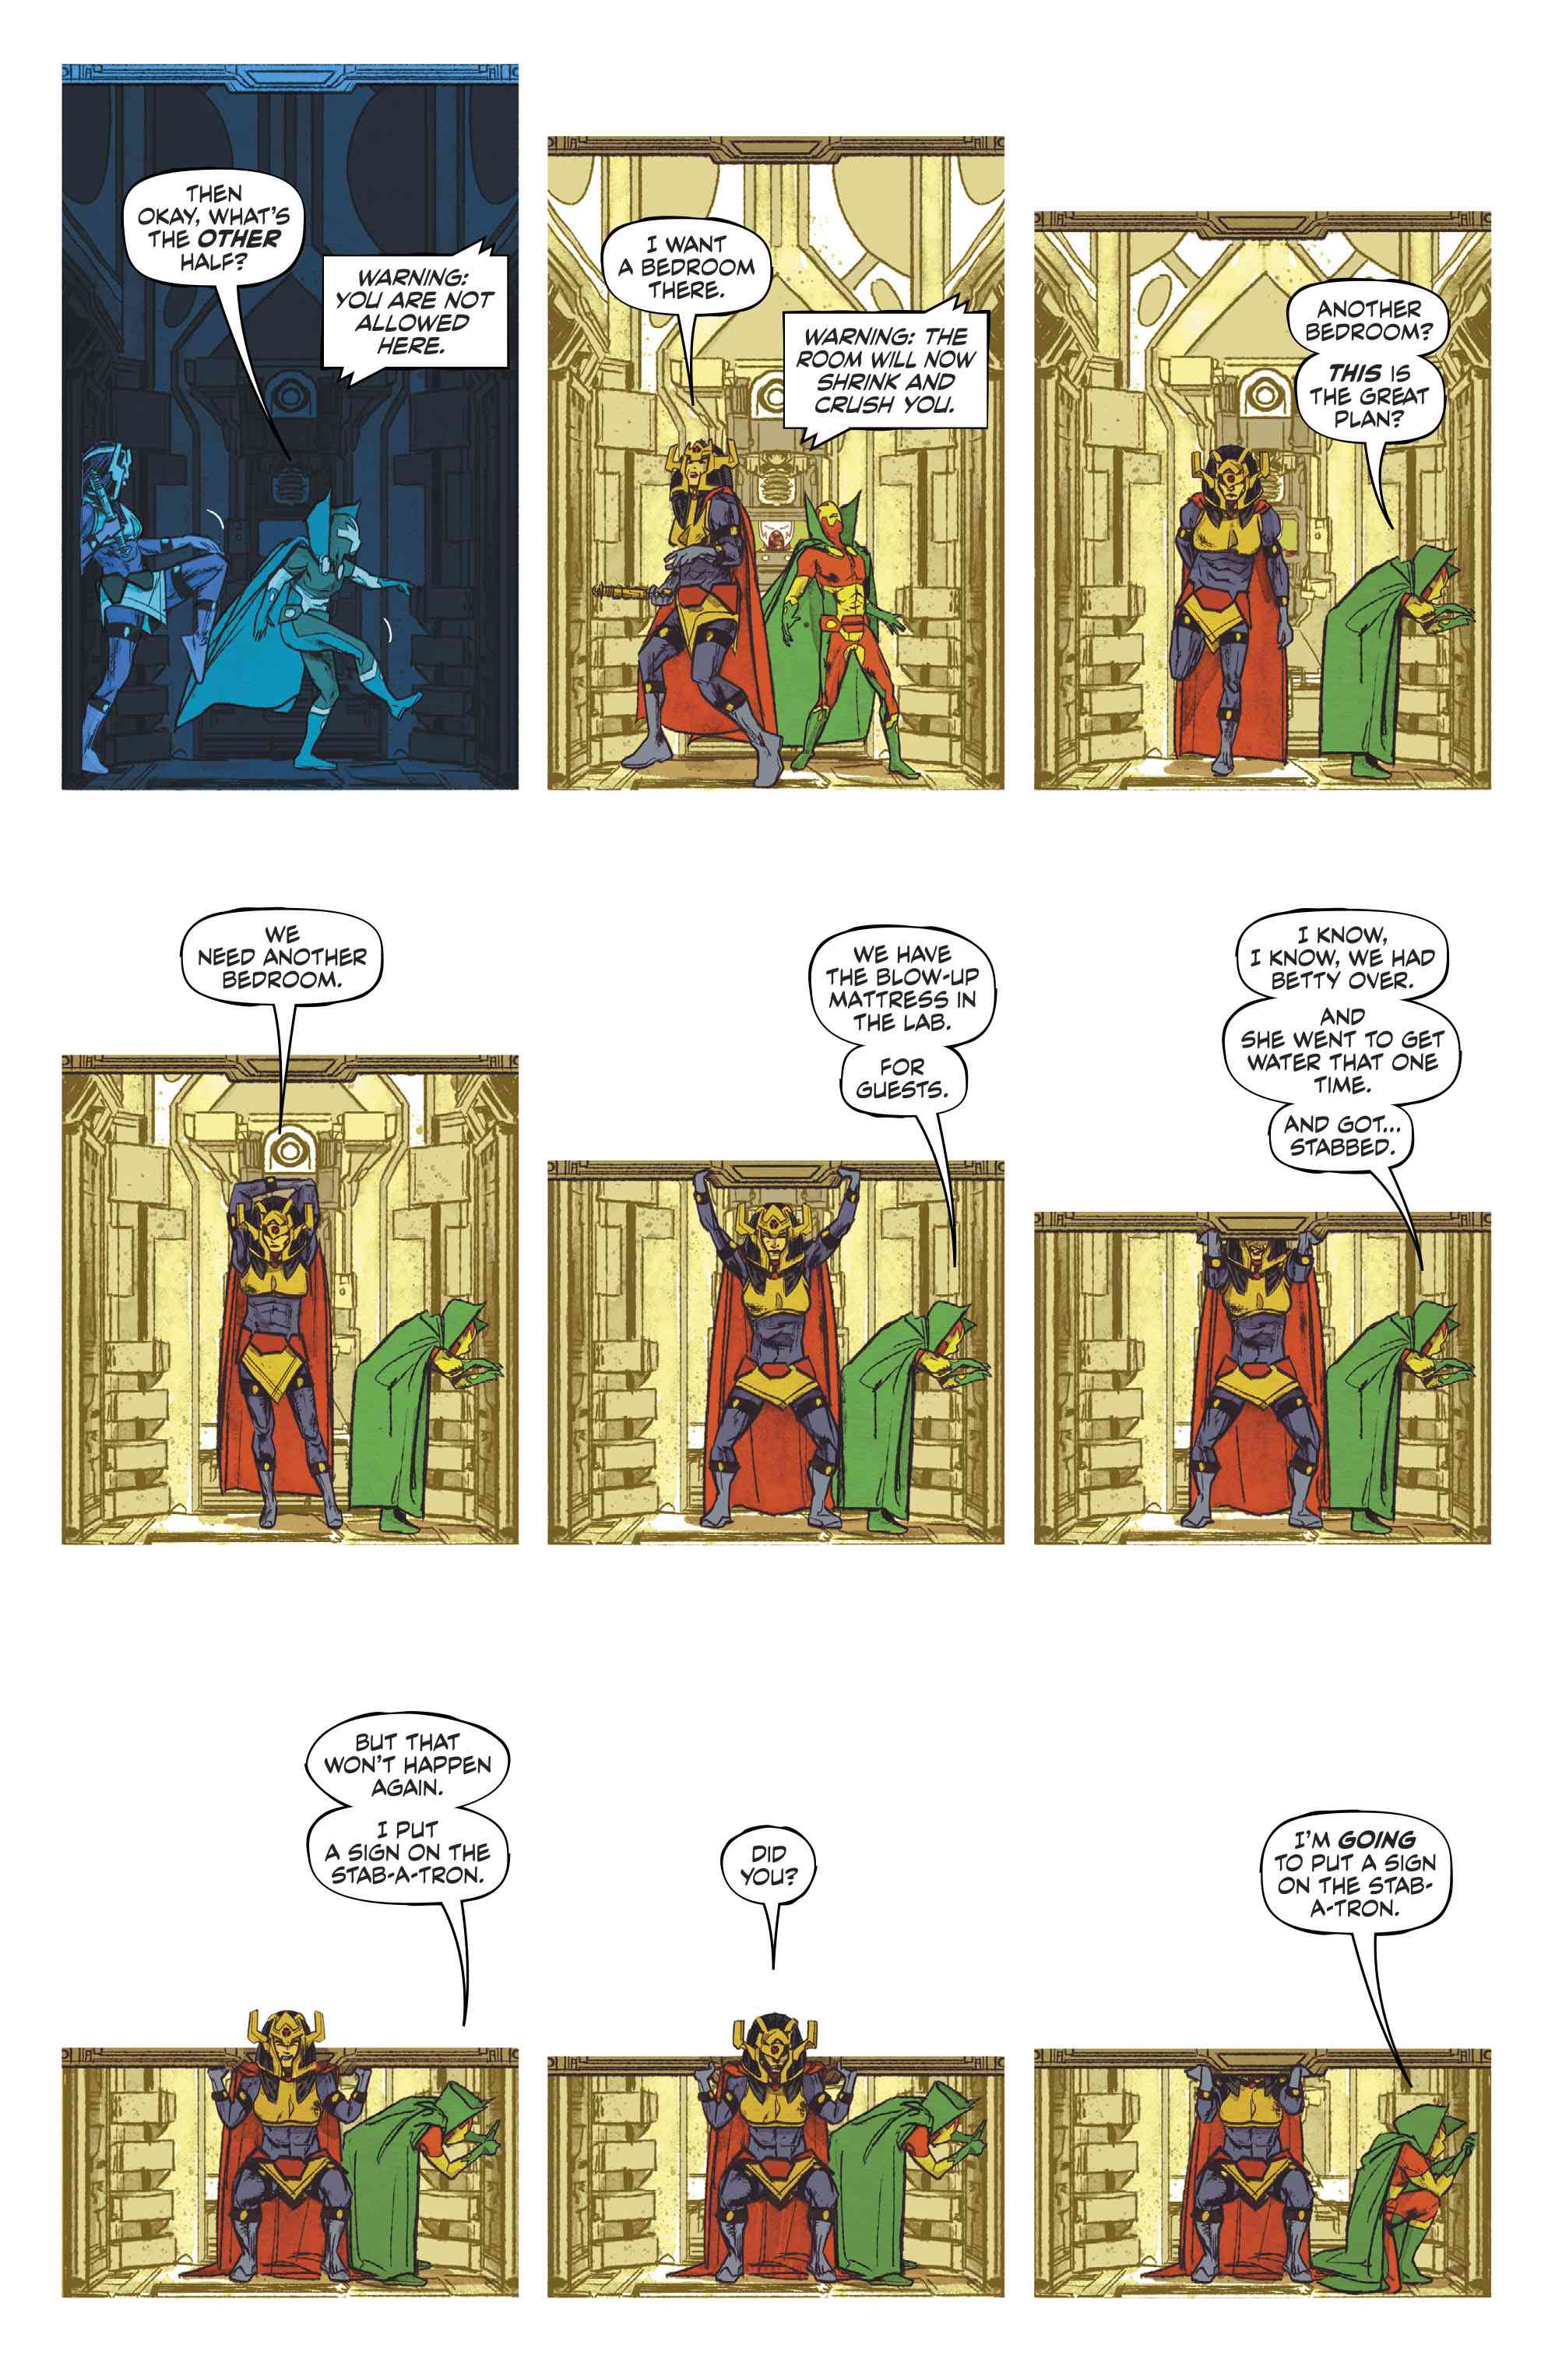 THEN
OKAY, WHAT'S
THE OTHER
HALF?
WARNING:
YOU ARE NOT
ALLOWED
HERE.
I WANT
A BEDROOM
THERE.
WARNING: THE
ROOM WILL NOW
SHRINK AND
CRUSH YOU.
ANOTHER
BEDROOM?
THIS IS
THE GREAT
PLAN?
WE
NEED ANOTHER
BEDROOM.
WE HAVE
THE BLOW-UP
MATTRESS IN
THE LAB.
FOR
GUESTS.
I KNOW,
I KNOW, WE HAD
BETTY OVER.
AND
SHE WENT TO GET
WATER THAT ONE
TIME.
AND GOT...
STABBED.
BUT THAT
WON'T HAPPEN
AGAIN.
I PUT
A SIGN ON THE
STAB-A-TRON.
DID
YOU?
I'M GOING
TO PUT A SIGN
ON THE STAB-
A-TRON.